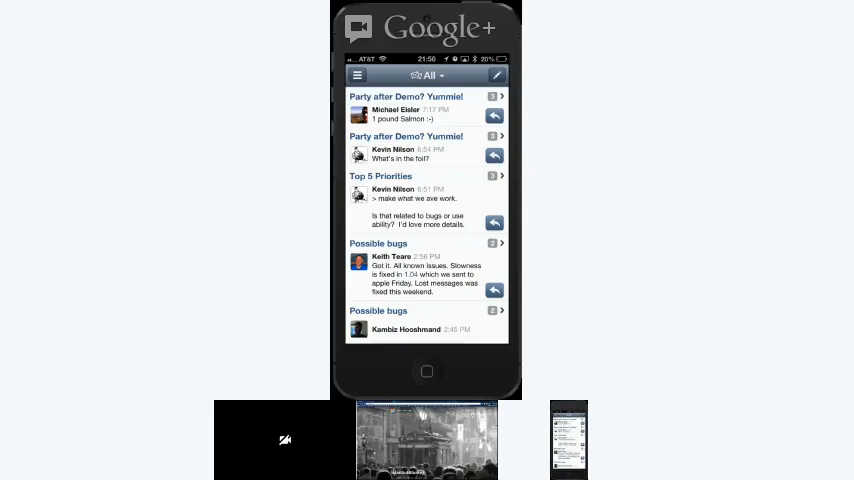 Google+
AT&T 21:56 20%
All
Party after Demo? Yummie! 3
Michael Eisler 7:17 PM
1 pound Salmon :-)
Party after Demo? Yummie! 3
Kevin Nilson 6:54 PM
What's in the foil?
Top 5 Priorities 3
Kevin Nilson 6:51 PM
> make what we ave work.
Is that related to bugs or use
ability? I'd love more details.
Possible bugs 2
Keith Teare 2:56 PM
Got it. All known issues. Slowness
is fixed in 1.04 which we sent to
apple Friday. Lost messages was
fixed this weekend.
Possible bugs 2
Kambiz Hooshmand 2:45 PM